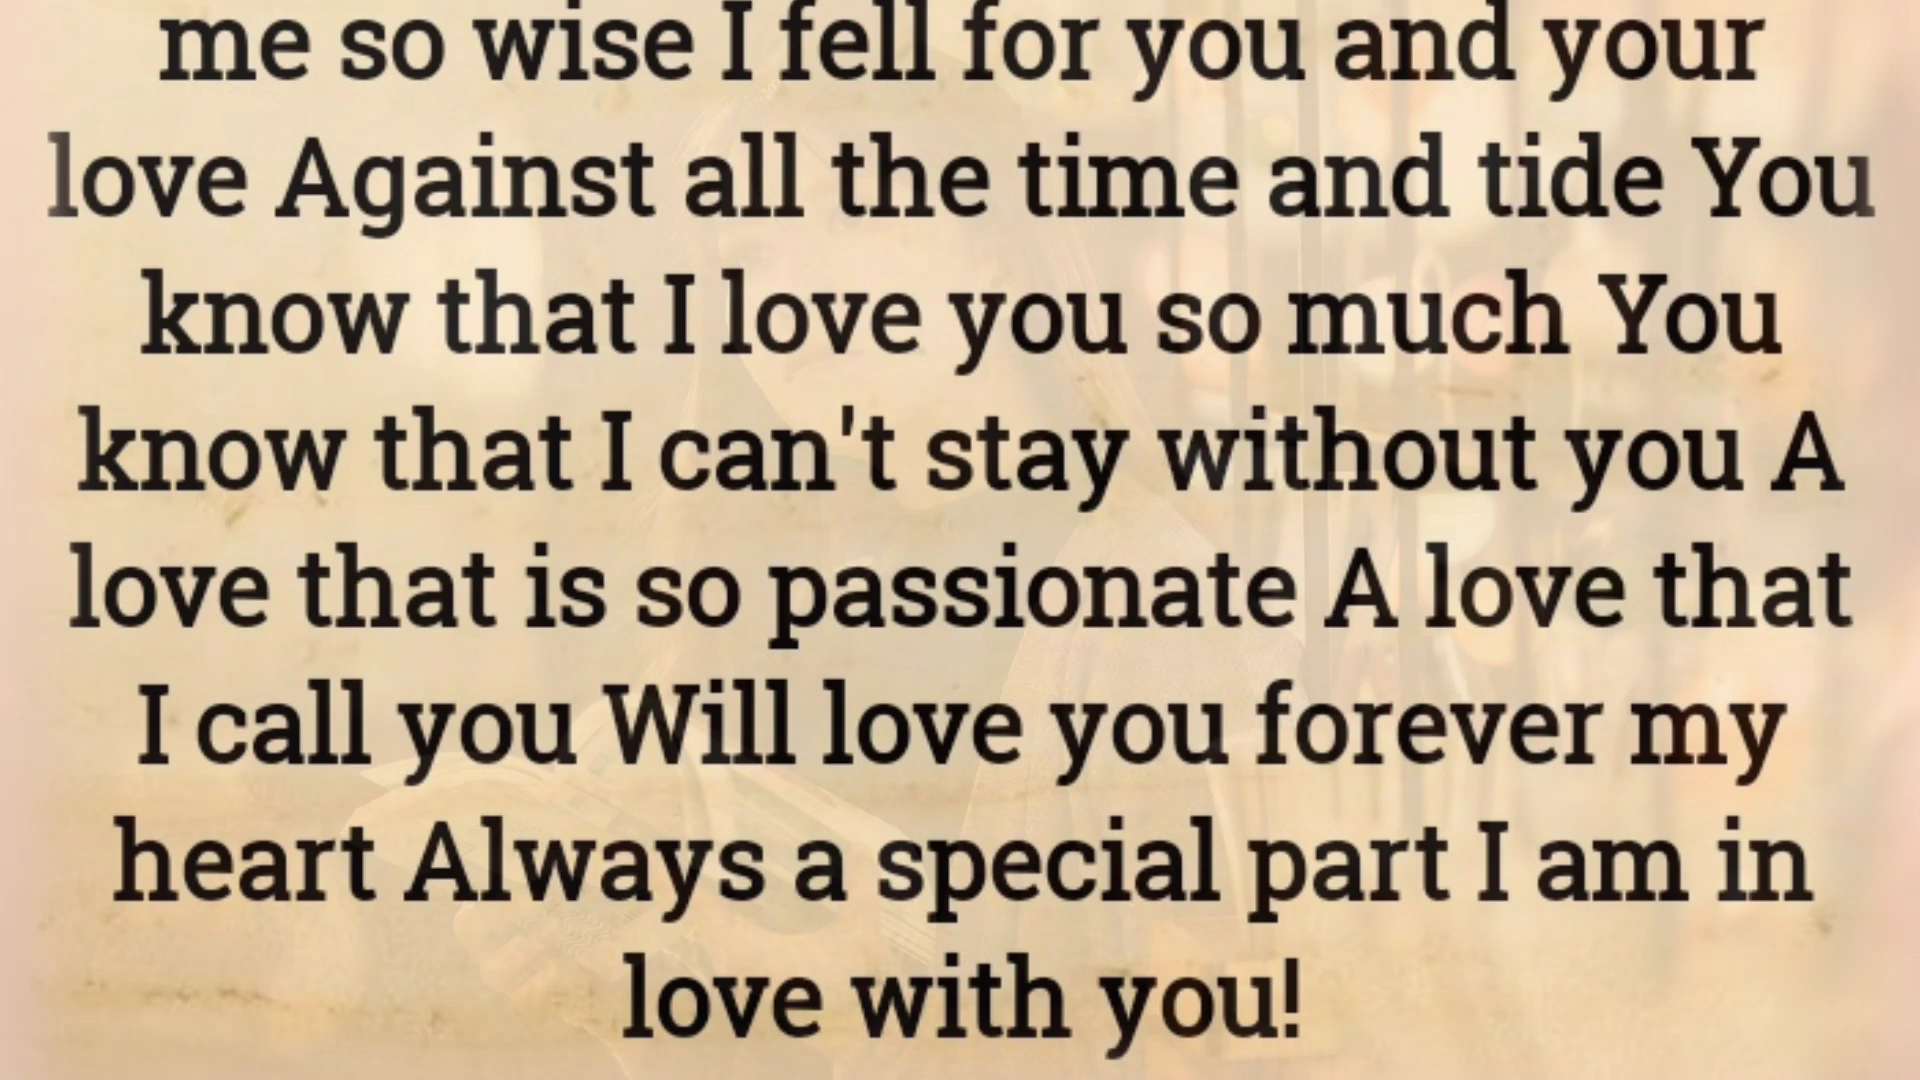 me so wise I fell for you and your
love Against all the time and tide You
know that I love you so much You
know that I can't stay without you A
love that is so passionate A love that
I call you Will love you forever my
heart Always a special part I am in
love with you!